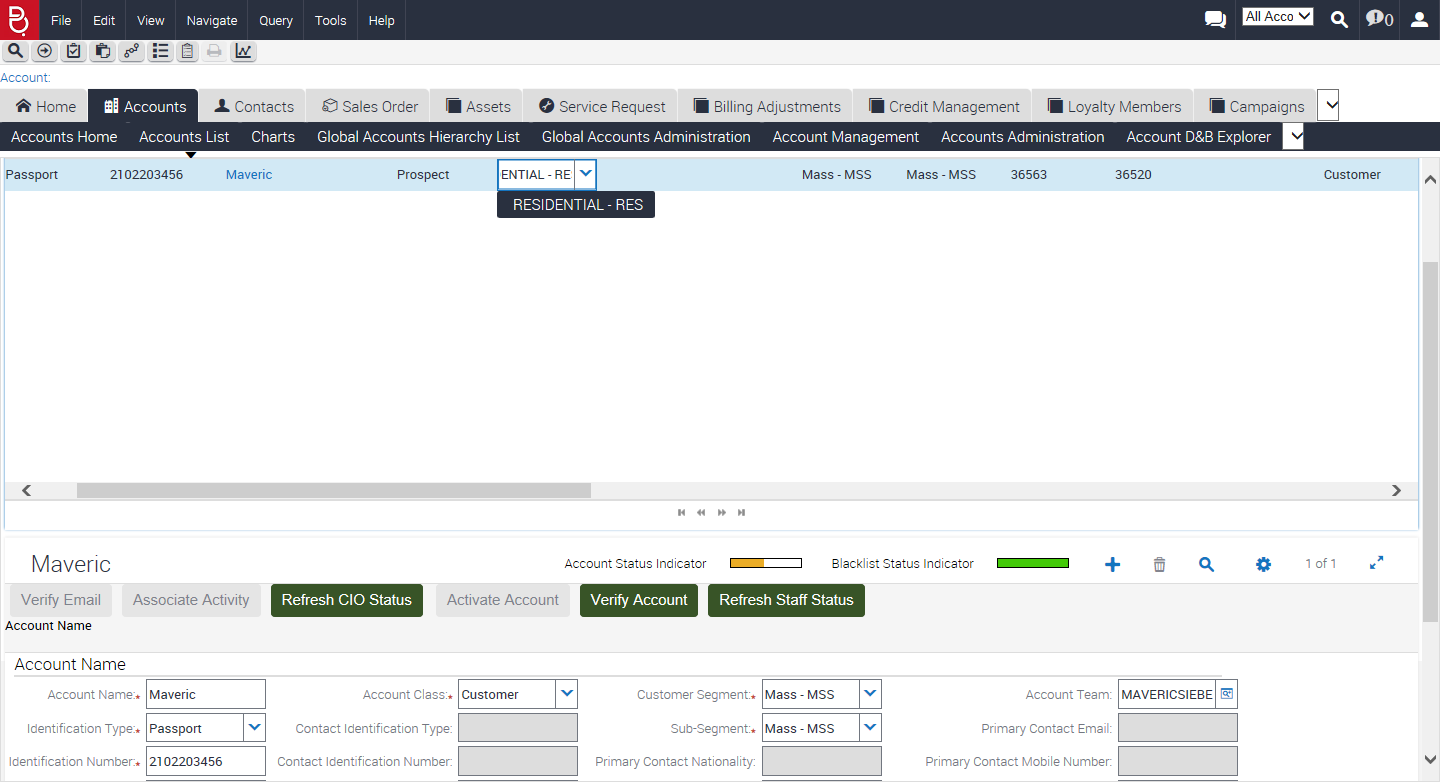 File Edit View Navigate Query Tools Help All Acco 0
Account:
Home Accounts Contacts Sales Order Assets Service Request Billing Adjustments Credit Management Loyalty Members Campaigns
Accounts Home Accounts List Charts Global Accounts Hierarchy List Global Accounts Administration Account Management Accounts Administration Account D&B Explorer
Passport 2102203456 Maveric Prospect ENTIAL - RE Mass - MSS Mass - MSS 36563 36520 Customer
RESIDENTIAL - RES
Maveric Account Status Indicator Blacklist Status Indicator 1 of 1
Verify Email Associate Activity Refresh CIO Status Activate Account Verify Account Refresh Staff Status
Account Name
Account Name
Account Name:* Maveric Account Class:* Customer Customer Segment:* Mass - MSS Account Team: MAVERICSIEBE
Identification Type:* Passport Contact Identification Type: Sub-Segment:* Mass - MSS Primary Contact Email:
Identification Number:* 2102203456 Contact Identification Number: Primary Contact Nationality: Primary Contact Mobile Number: